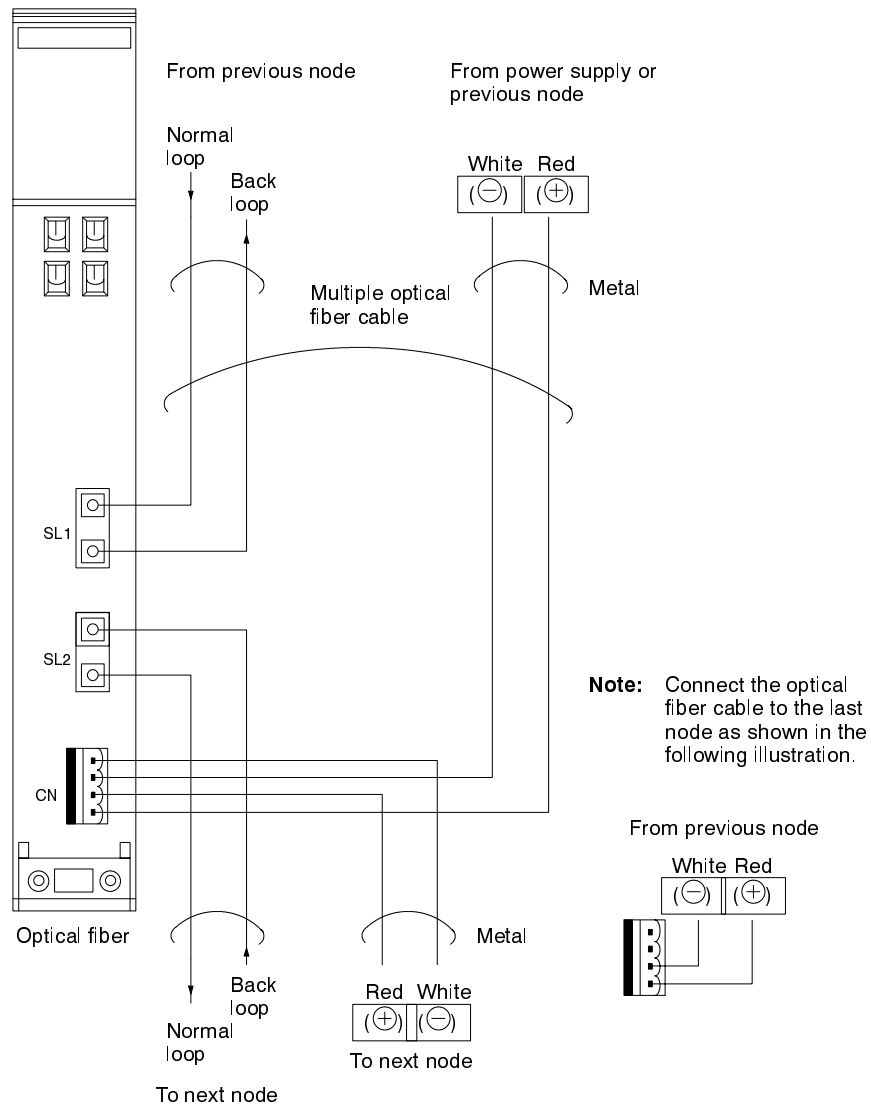 From previous node
From power supply or
previous node
Normal
loop
White Red
(−) (+)
Back
loop
Metal
Multiple optical
fiber cable
SL1
SL2
CN
Note: Connect the optical
fiber cable to the last
node as shown in the
following illustration.
From previous node
White Red
(−) (+)
Optical fiber
Metal
Back
loop
Red White
(+) (−)
Normal
loop
To next node
To next node